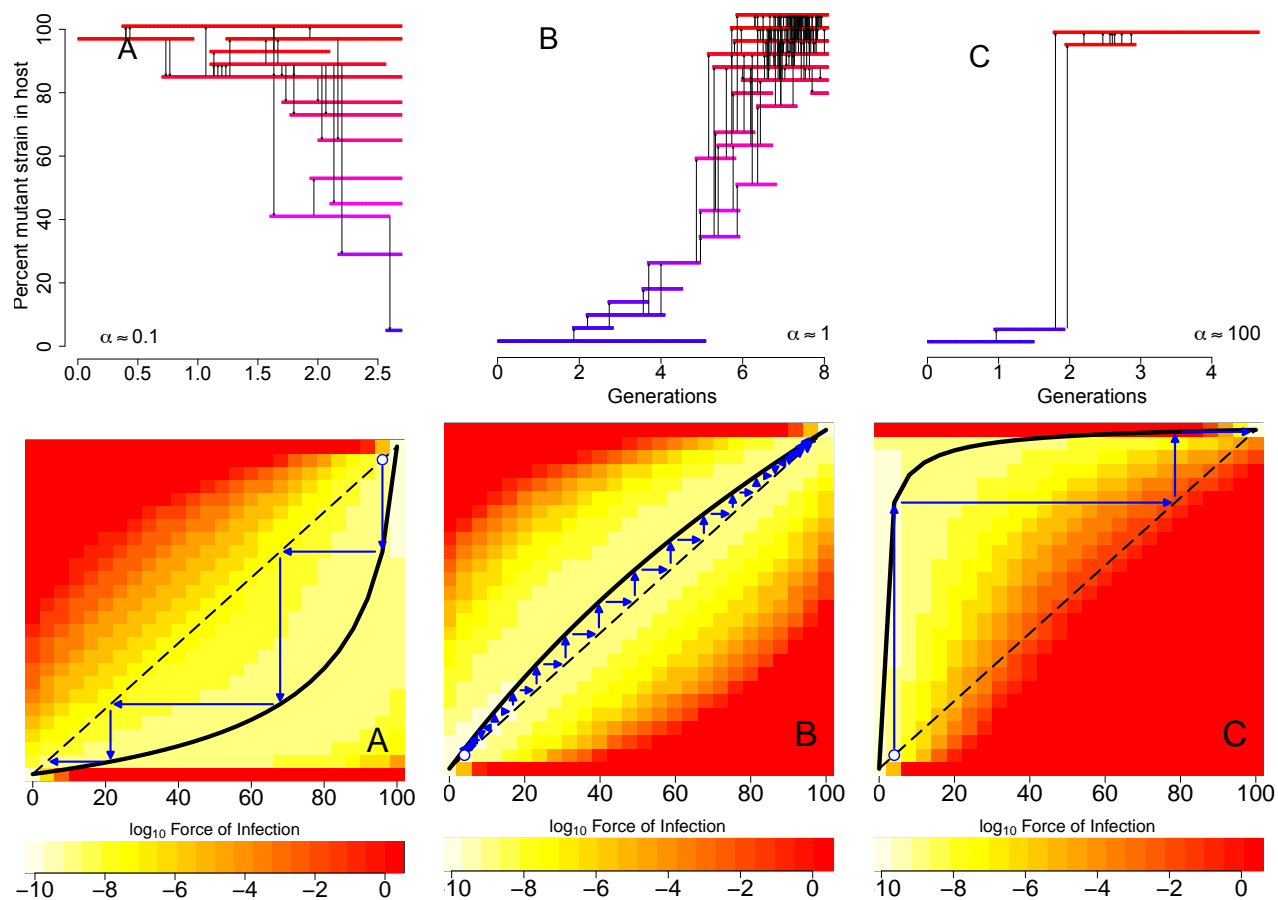 Percent mutant strain in host
0 20 40 60 80 100
A
α ≈ 0.1
0.0 0.5 1.0 1.5 2.0 2.5
B
α ≈ 1
0 2 4 6 8
Generations
C
α ≈ 100
0 1 2 4
Generations
A
0 20 40 60 80 100
log10 Force of Infection
−10 −8 −6 −4 −2 0
B
0 20 40 60 80 100
log10 Force of Infection
10 −8 −6 −4 −2 0
C
0 20 40 60 80 100
log10 Force of Infection
10 −8 −6 −4 −2 0